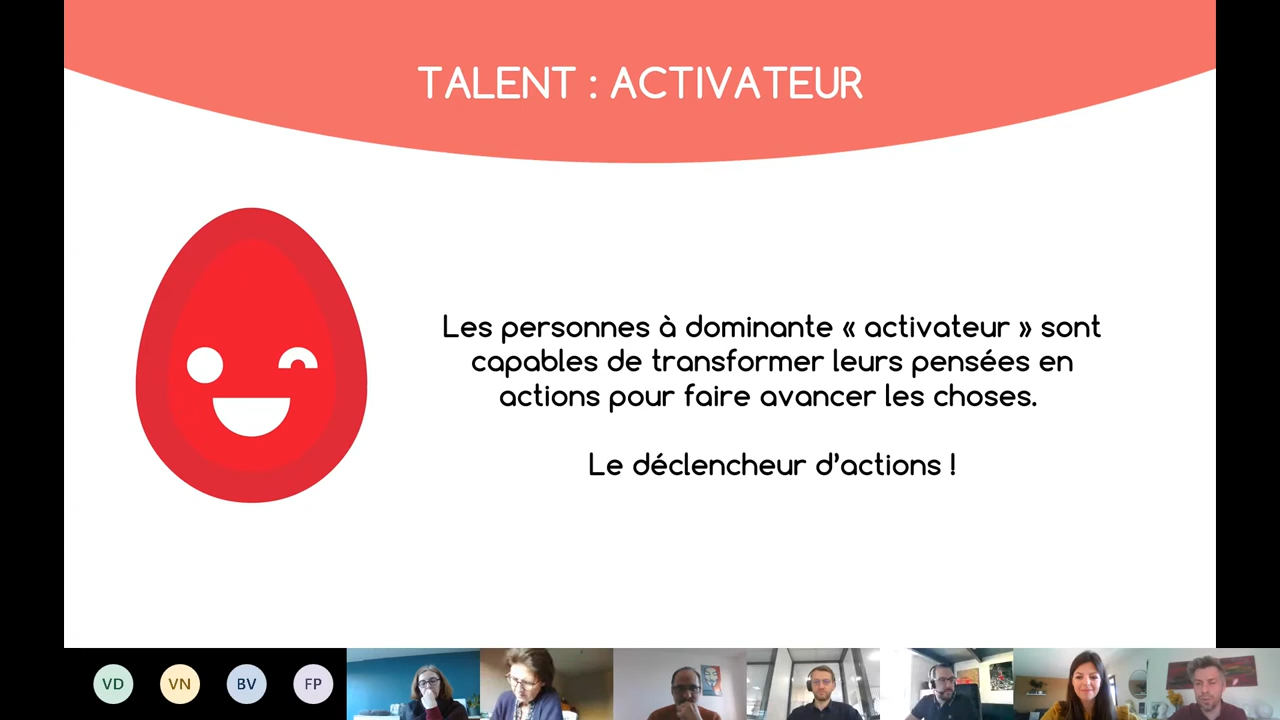 TALENT : ACTIVATEUR
Les personnes à dominante « activateur » sont
capables de transformer leurs pensées en
actions pour faire avancer les choses.
Le déclencheur d’actions !
VD
VN
BV
FP